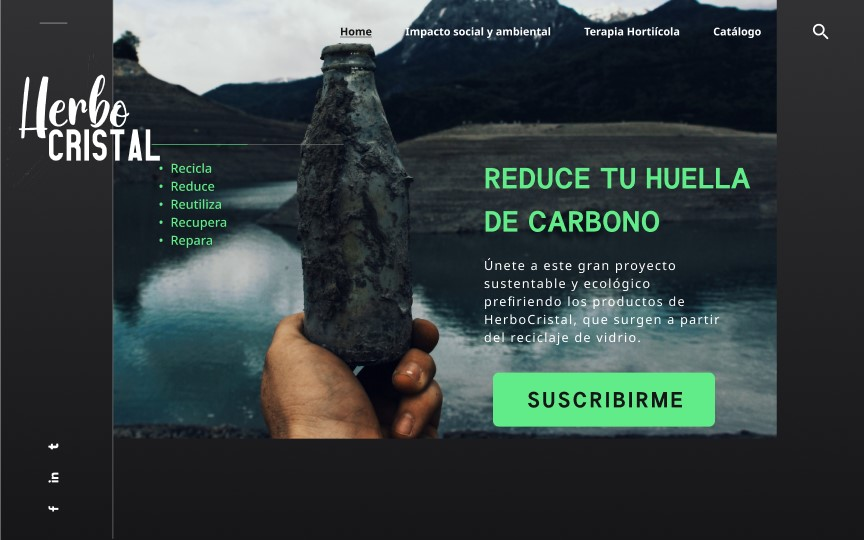 Home
Impacto social y ambiental
Terapia Hortiícola
Catálogo
Herbo
CRISTAL
• Recicla
• Reduce
• Reutiliza
• Recupera
• Repara
REDUCE TU HUELLA
DE CARBONO
Únete a este gran proyecto
sustentable y ecológico
prefiriendo los productos de
HerboCristal, que surgen a partir
del reciclaje de vidrio.
SUSCRIBIRME
t
in
f